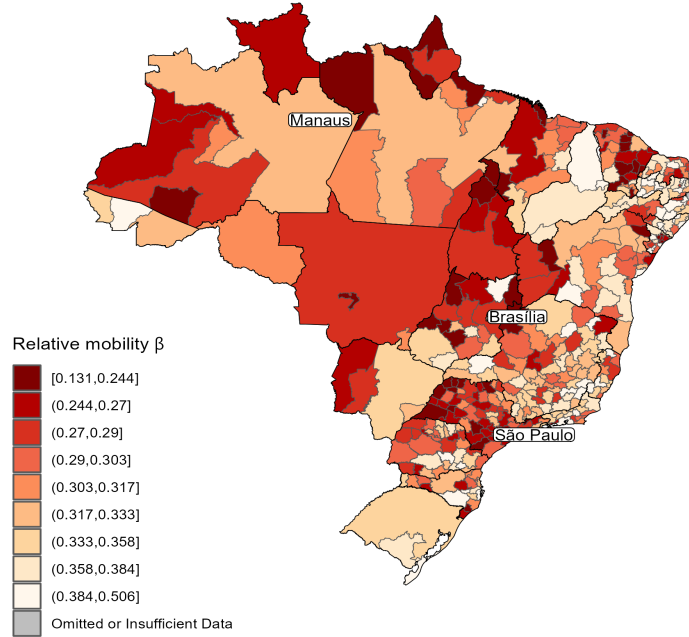 Manaus
Brasília
São Paulo
Relative mobility β
[0.131,0.244]
(0.244,0.27]
(0.27,0.29]
(0.29,0.303]
(0.303,0.317]
(0.317,0.333]
(0.333,0.358]
(0.358,0.384]
(0.384,0.506]
Omitted or Insufficient Data